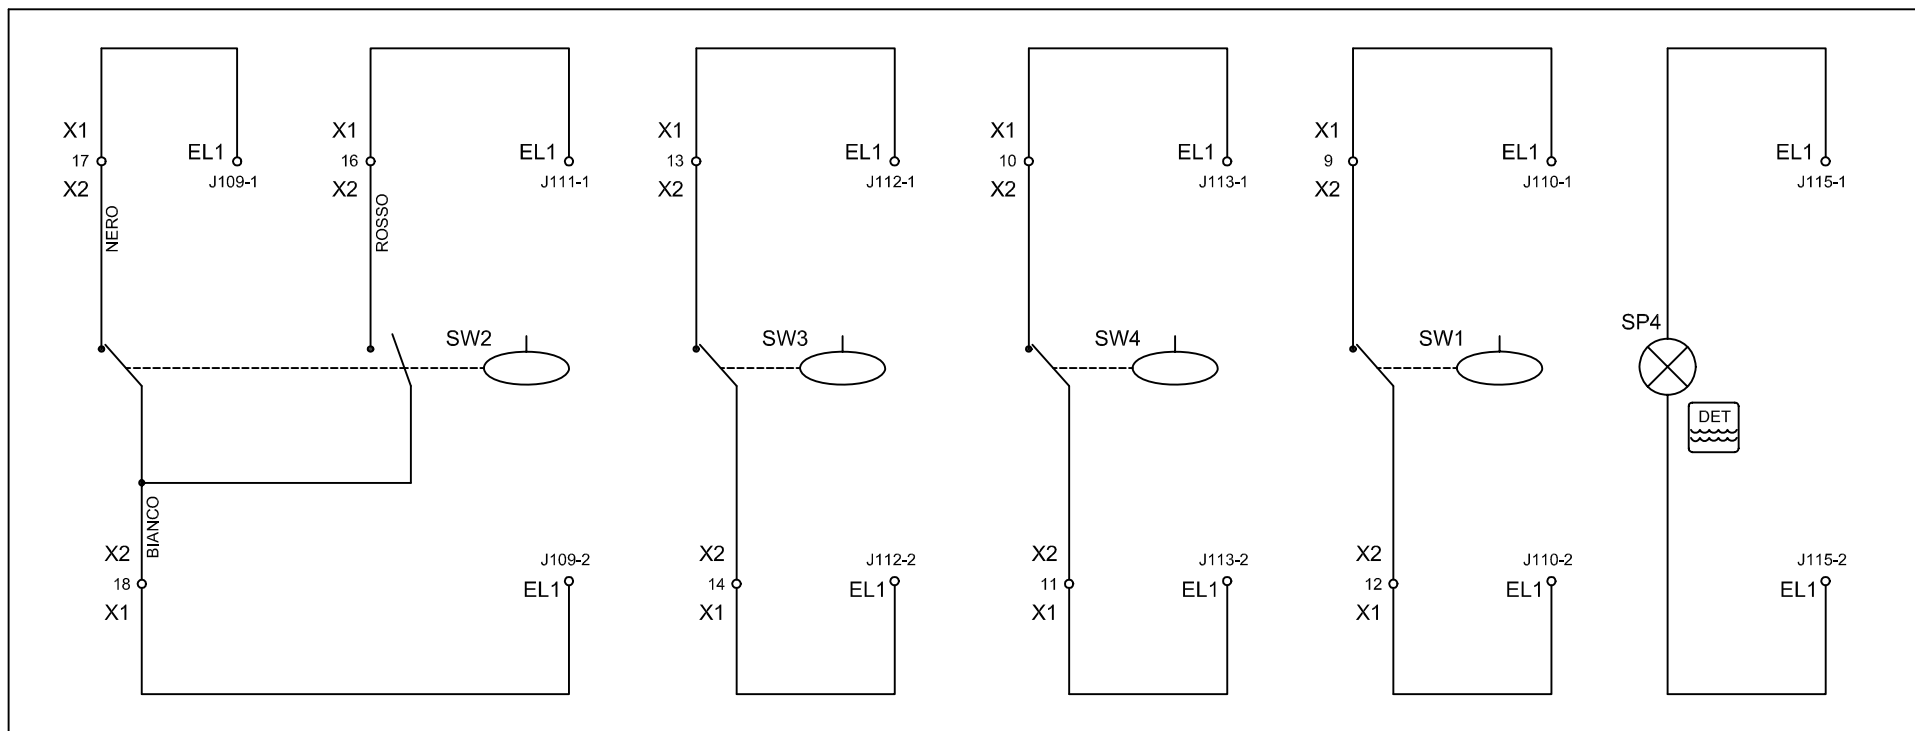 X1
X1
X1
X1
X1
17
EL1
16
EL1
13
EL1
10
EL1
9
EL1
EL1
X2
J109-1
X2
J111-1
X2
J112-1
X2
J113-1
X2
J110-1
J115-1
NERO
ROSSO
SW2
SW3
SW4
SW1
SP4
DET
BIANCO
X2
J109-2
X2
J112-2
X2
J113-2
X2
J110-2
J115-2
18
EL1
14
EL1
11
EL1
12
EL1
EL1
X1
X1
X1
X1